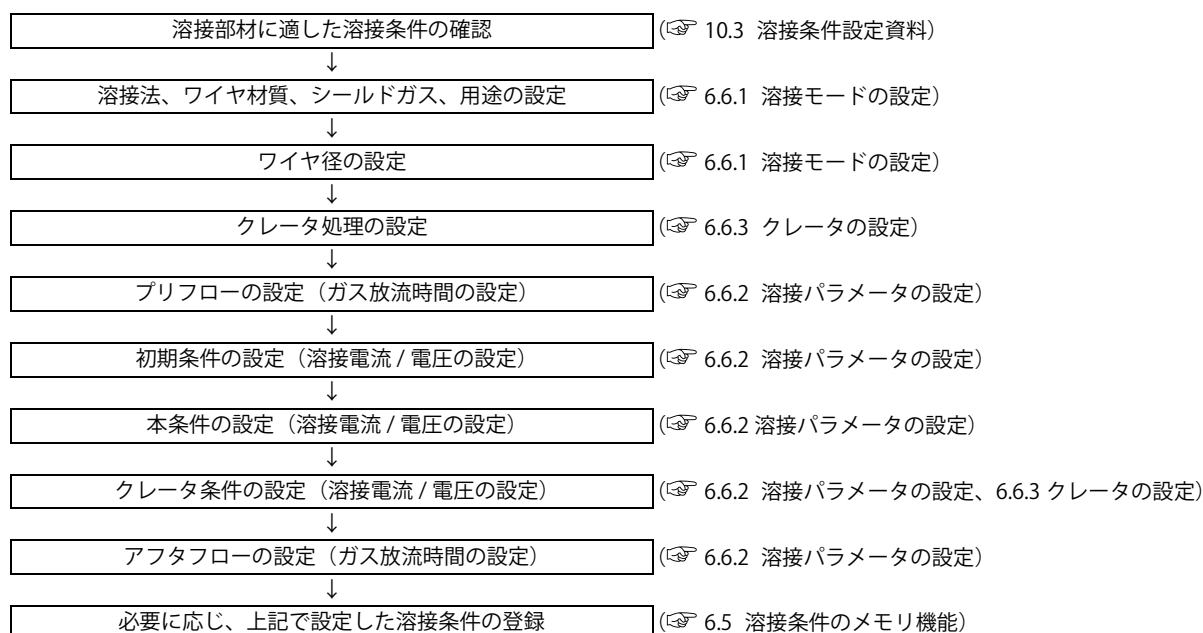 溶接部材に適した溶接条件の確認 (☞ 10.3 溶接条件設定資料)
↓
溶接法、ワイヤ材質、シールドガス、用途の設定 (☞ 6.6.1 溶接モードの設定)
↓
ワイヤ径の設定 (☞ 6.6.1 溶接モードの設定)
↓
クレータ処理の設定 (☞ 6.6.3 クレータの設定)
↓
プリフローの設定（ガス放流時間の設定） (☞ 6.6.2 溶接パラメータの設定)
↓
初期条件の設定（溶接電流 / 電圧の設定） (☞ 6.6.2 溶接パラメータの設定)
↓
本条件の設定（溶接電流 / 電圧の設定） (☞ 6.6.2 溶接パラメータの設定)
↓
クレータ条件の設定（溶接電流 / 電圧の設定） (☞ 6.6.2 溶接パラメータの設定、6.6.3 クレータの設定)
↓
アフタフローの設定（ガス放流時間の設定） (☞ 6.6.2 溶接パラメータの設定)
↓
必要に応じ、上記で設定した溶接条件の登録 (☞ 6.5 溶接条件のメモリ機能)